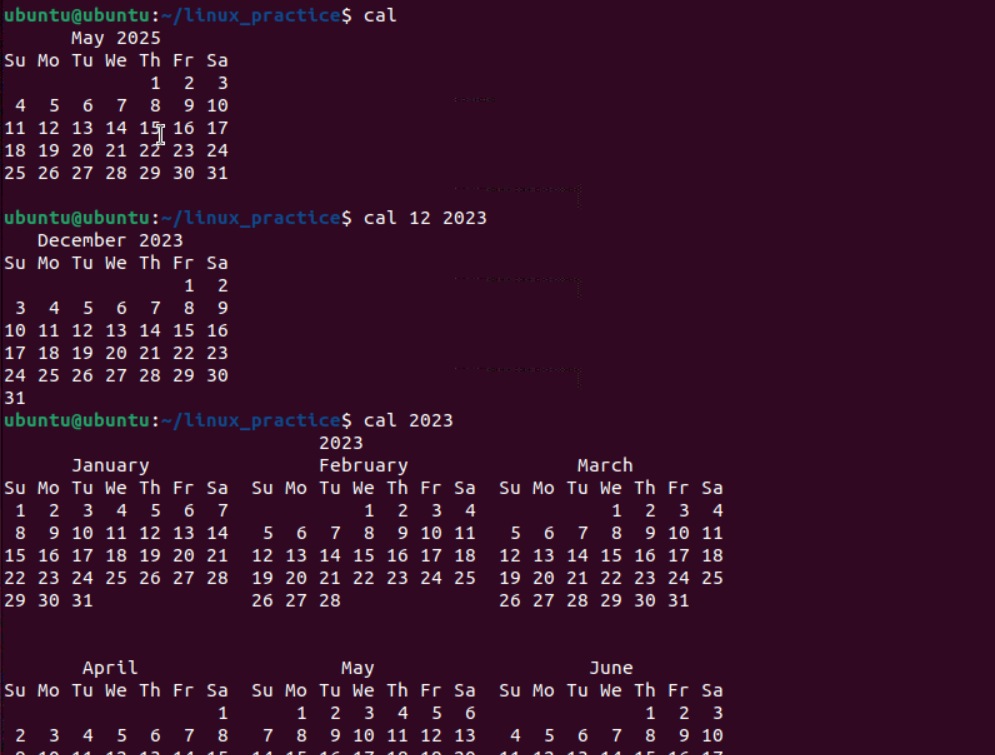 ubuntu@ubuntu:~/linux_practice$ cal
      May 2025
Su Mo Tu We Th Fr Sa
             1  2  3
 4  5  6  7  8  9 10
11 12 13 14 15 16 17
18 19 20 21 22 23 24
25 26 27 28 29 30 31
ubuntu@ubuntu:~/linux_practice$ cal 12 2023
   December 2023
Su Mo Tu We Th Fr Sa
                1  2
 3  4  5  6  7  8  9
10 11 12 13 14 15 16
17 18 19 20 21 22 23
24 25 26 27 28 29 30
31
ubuntu@ubuntu:~/linux_practice$ cal 2023
                            2023
      January               February               March
Su Mo Tu We Th Fr Sa  Su Mo Tu We Th Fr Sa  Su Mo Tu We Th Fr Sa
 1  2  3  4  5  6  7            1  2  3  4            1  2  3  4
 8  9 10 11 12 13 14   5  6  7  8  9 10 11   5  6  7  8  9 10 11
15 16 17 18 19 20 21  12 13 14 15 16 17 18  12 13 14 15 16 17 18
22 23 24 25 26 27 28  19 20 21 22 23 24 25  19 20 21 22 23 24 25
29 30 31              26 27 28              26 27 28 29 30 31
       April                  May                   June
Su Mo Tu We Th Fr Sa  Su Mo Tu We Th Fr Sa  Su Mo Tu We Th Fr Sa
                   1      1  2  3  4  5  6               1  2  3
 2  3  4  5  6  7  8   7  8  9 10 11 12 13   4  5  6  7  8  9 10